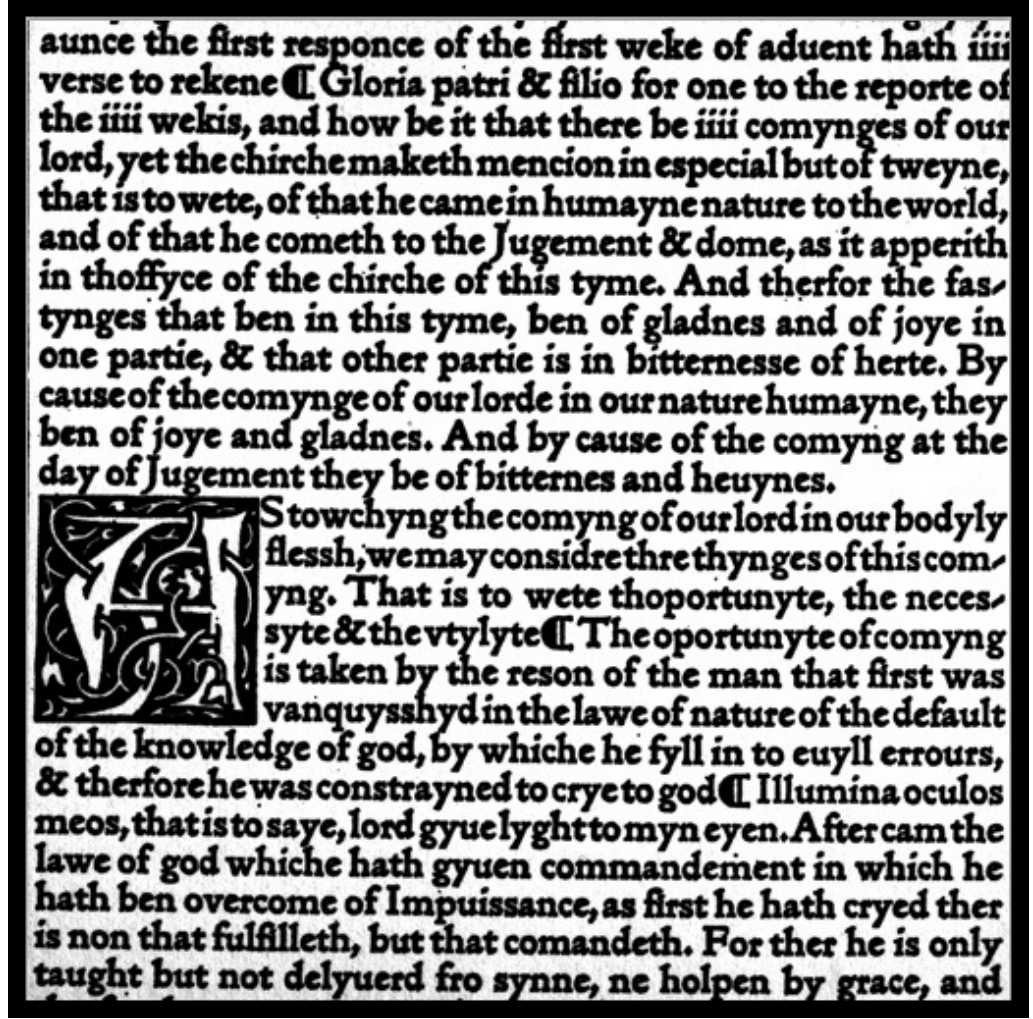 aunce the first responce of the first weke of aduent hath iiii
verse to rekene ¶ Gloria patri & filio for one to the reporte of
the iiii wekis, and how be it that there be iiii comynges of our
lord, yet the chirche maketh mencion in especial but of tweyne,
that is to wete, of that he came in humayne nature to the world,
and of that he cometh to the Jugement & dome, as it apperith
in thoffyce of the chirche of this tyme. And therfor the fas-
tynges that ben in this tyme, ben of gladnes and of joye in
one partie, & that other partie is in bitternesse of herte. By
cause of the comynge of our lorde in our nature humayne, they
ben of joye and gladnes. And by cause of the comyng at the
day of Jugement they be of bitternes and heuynes.
AS towchyng the comyng of our lord in our bodyly
flessh, we may considre thre thynges of this com-
yng. That is to wete thoportunyte, the neces-
syte & the vtylyte ¶ The oportunyte of comyng
is taken by the reson of the man that first was
vanquysshyd in the lawe of nature of the default
of the knowledge of god, by whiche he fyll in to euyll errours,
& therfore he was constrayned to crye to god ¶ Illumina oculos
meos, that is to saye, lord gyue lyght to myn eyen. After cam the
lawe of god whiche hath gyuen commandement in which he
hath ben overcome of Impuissance, as first he hath cryed ther
is non that fulfilleth, but that comandeth. For ther he is only
taught but not delyuerd fro synne, ne holpen by grace, and